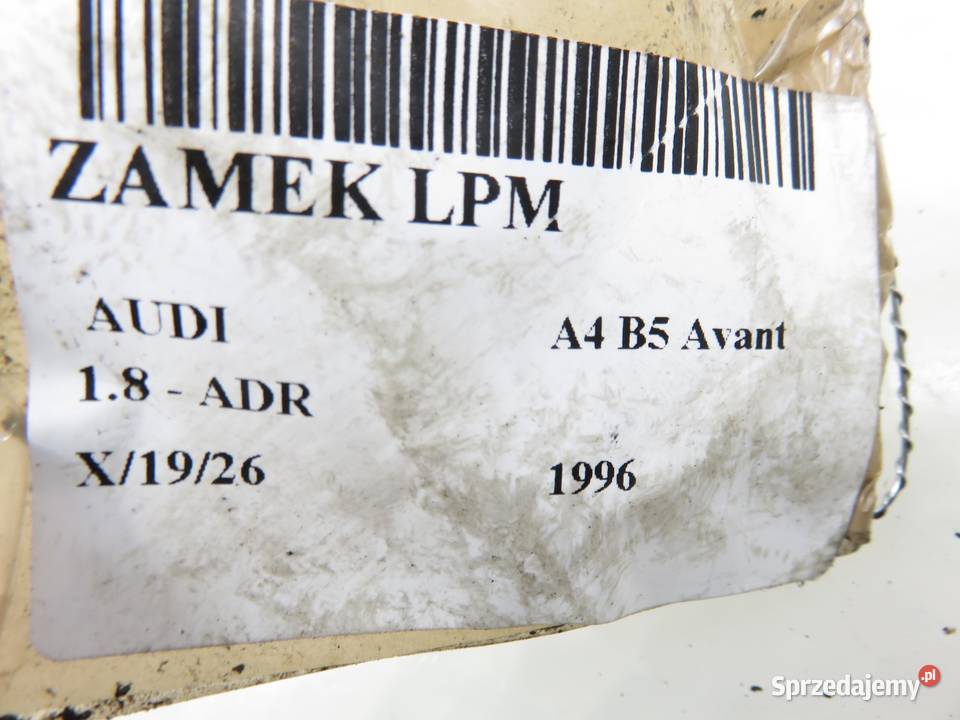 ZAMEK LPM
AUDI
A4 B5 Avant
1.8 - ADR
X/19/26
1996
Sprzedajemy.pl